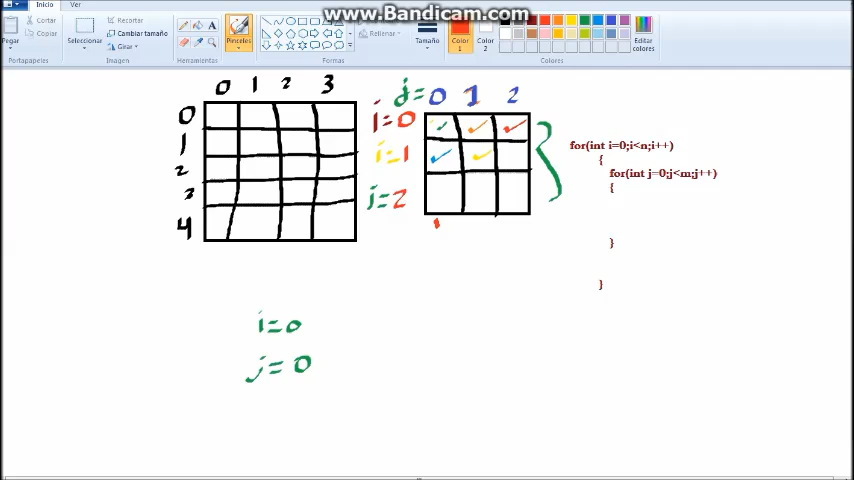 www.Bandicam.com
Inicio
Ver
Pegar
Cortar
Copiar
Portapapeles
Seleccionar
Recortar
Cambiar tamaño
Girar
Imagen
A
Herramientas
Pinceles
Rellenar
Formas
Tamaño
Color 1
Color 2
Colores
Editar colores
0 1 2 3
0
1
2
3
4
j=0 1 2
i=0
i=1
i=2
for(int i=0;i<n;i++)
{
for(int j=0;j<m;j++)
{
}
}
i=0
j=0